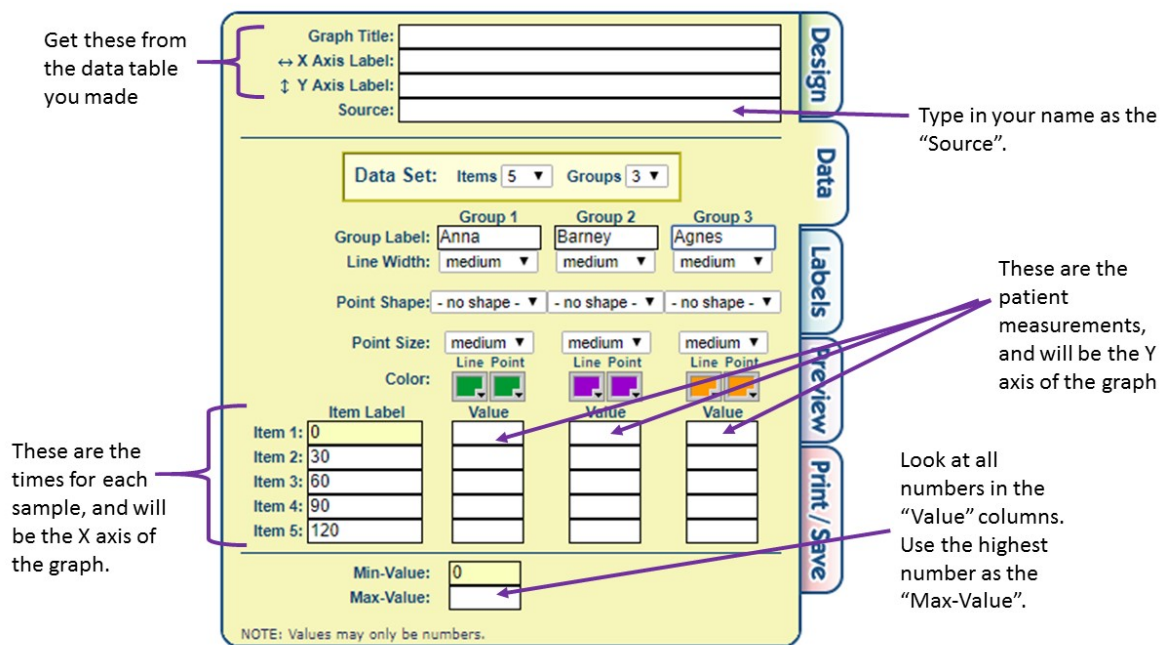 Get these from
the data table
you made
Graph Title:
↔ X Axis Label:
↕ Y Axis Label:
Source:
Type in your name as the
“Source”.
Data Set: Items 5 ▼ Groups 3 ▼
Group 1 Group 2 Group 3
Group Label: Anna Barney Agnes
Line Width: medium ▼ medium ▼ medium ▼
Point Shape: - no shape - ▼ - no shape - ▼ - no shape - ▼
Point Size: medium ▼ medium ▼ medium ▼
Line Point Line Point Line Point
Color:
Item Label Value Value Value
Item 1: 0
Item 2: 30
Item 3: 60
Item 4: 90
Item 5: 120
These are the
times for each
sample, and will
be the X axis of
the graph.
Min-Value: 0
Max-Value:
NOTE: Values may only be numbers.
Design
Data
Labels
Preview
Print / Save
These are the
patient
measurements,
and will be the Y
axis of the graph
Look at all
numbers in the
“Value” columns.
Use the highest
number as the
“Max-Value”.